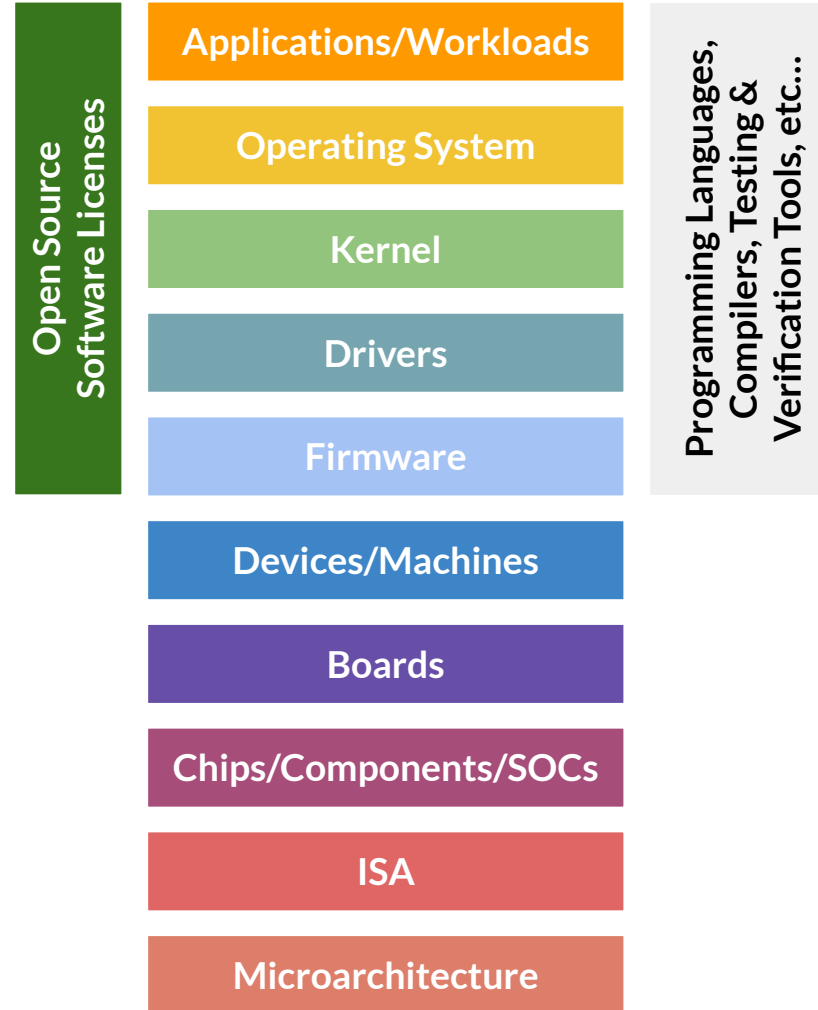 Open Source
Software Licenses
Applications/Workloads
Operating System
Kernel
Drivers
Firmware
Devices/Machines
Boards
Chips/Components/SOCs
ISA
Microarchitecture
Programming Languages,
Compilers, Testing &
Verification Tools, etc...